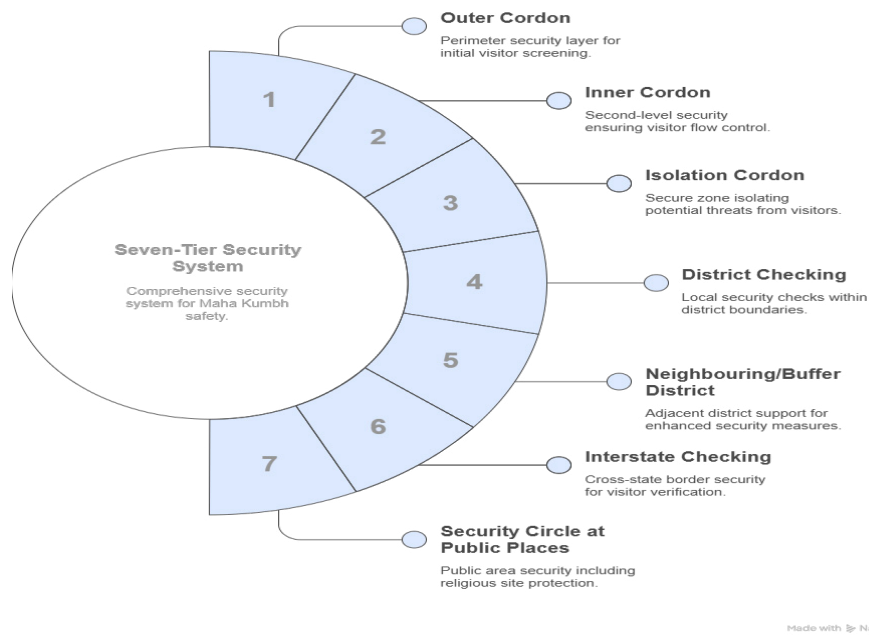 Outer Cordon
Perimeter security layer for
initial visitor screening.
1
Inner Cordon
Second-level security
ensuring visitor flow control.
2
Isolation Cordon
Secure zone isolating
potential threats from visitors.
3
Seven-Tier Security
System
Comprehensive security
system for Maha Kumbh
safety.
District Checking
Local security checks within
district boundaries.
4
Neighbouring/Buffer
District
Adjacent district support for
enhanced security measures.
5
Interstate Checking
Cross-state border security
for visitor verification.
6
Security Circle at
Public Places
Public area security including
religious site protection.
7
Made with